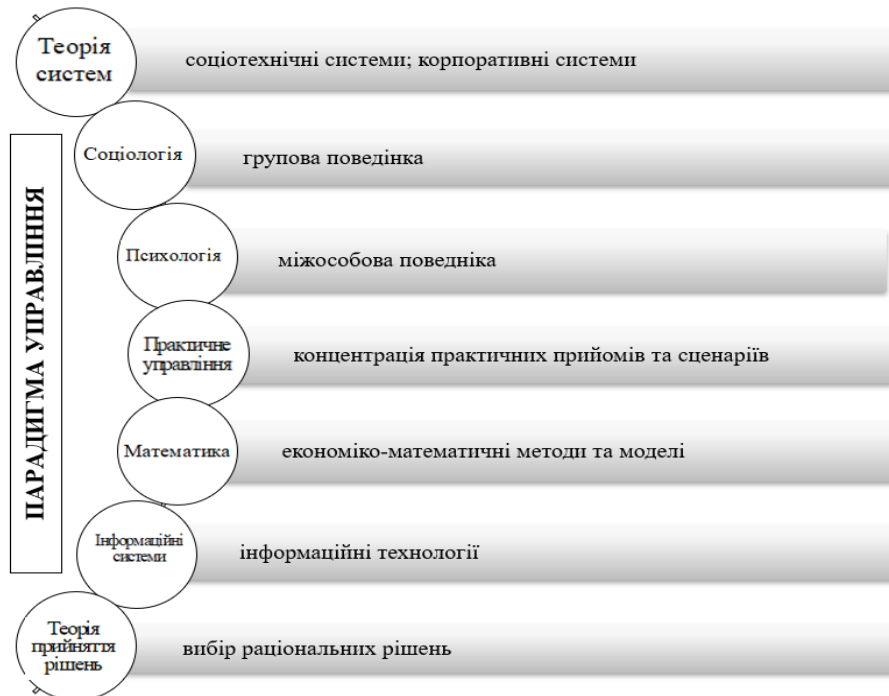 Теорія
систем
соціотехнічні системи; корпоративні системи
Соціологія
групова поведінка
ПАРАДИГМА УПРАВЛІННЯ
Психологія
міжособова поведніка
Практичне
управління
концентрація практичних прийомів та сценаріїв
Математика
економіко-математичні методи та моделі
Інформаційні
системи
інформаційні технології
Теорія
прийняття
рішень
вибір раціональних рішень